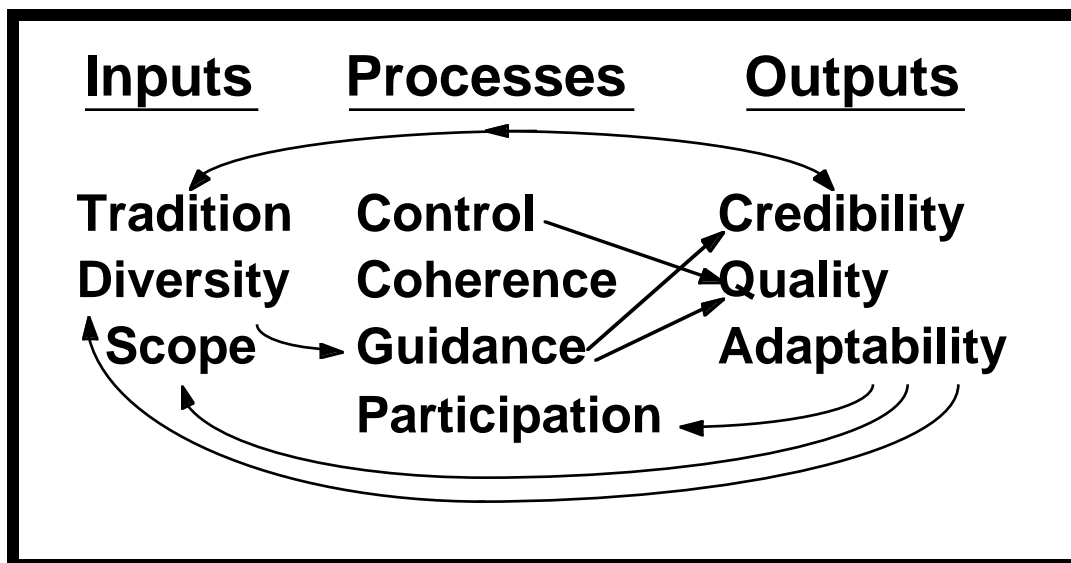 Inputs Processes Outputs
Tradition Control Credibility
Diversity Coherence Quality
Scope Guidance Adaptability
Participation